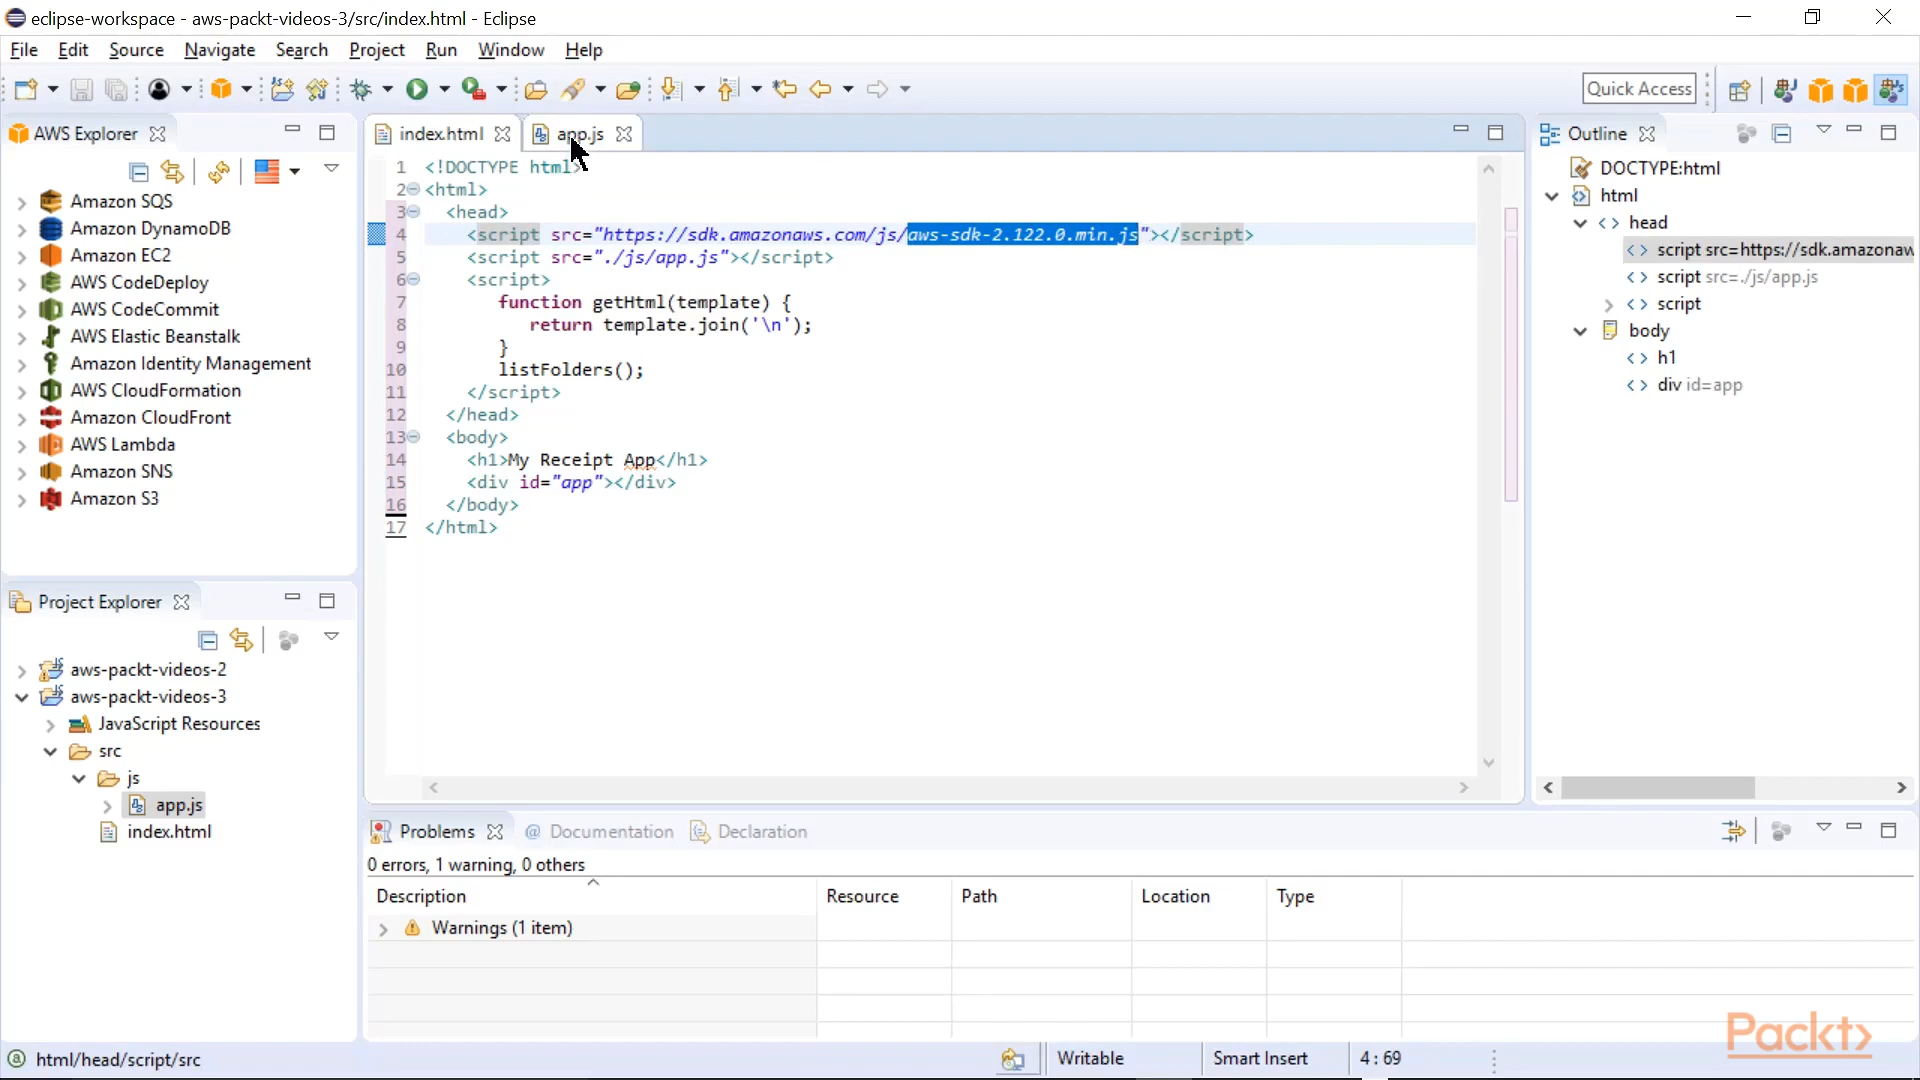 eclipse-workspace - aws-packt-videos-3/src/index.html - Eclipse
File Edit Source Navigate Search Project Run Window Help
Quick Access
AWS Explorer
Amazon SQS
Amazon DynamoDB
Amazon EC2
AWS CodeDeploy
AWS CodeCommit
AWS Elastic Beanstalk
Amazon Identity Management
AWS CloudFormation
Amazon CloudFront
AWS Lambda
Amazon SNS
Amazon S3
Project Explorer
aws-packt-videos-2
aws-packt-videos-3
JavaScript Resources
src
js
app.js
index.html
index.html app.js
1 <!DOCTYPE html>
2 <html>
3 <head>
4 <script src="https://sdk.amazonaws.com/js/aws-sdk-2.122.0.min.js"></script>
5 <script src="./js/app.js"></script>
6 <script>
7 function getHtml(template) {
8 return template.join('\n');
9 }
10 listFolders();
11 </script>
12 </head>
13 <body>
14 <h1>My Receipt App</h1>
15 <div id="app"></div>
16 </body>
17 </html>
Outline
DOCTYPE:html
html
head
script src=https://sdk.amazonaw
script src=./js/app.js
script
body
h1
div id=app
Problems @ Documentation Declaration
0 errors, 1 warning, 0 others
Description Resource Path Location Type
Warnings (1 item)
html/head/script/src Writable Smart Insert 4 : 69
Packt>